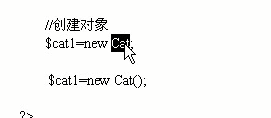 //创建对象
$cat1=new Cat;
$cat1=new Cat();
?>